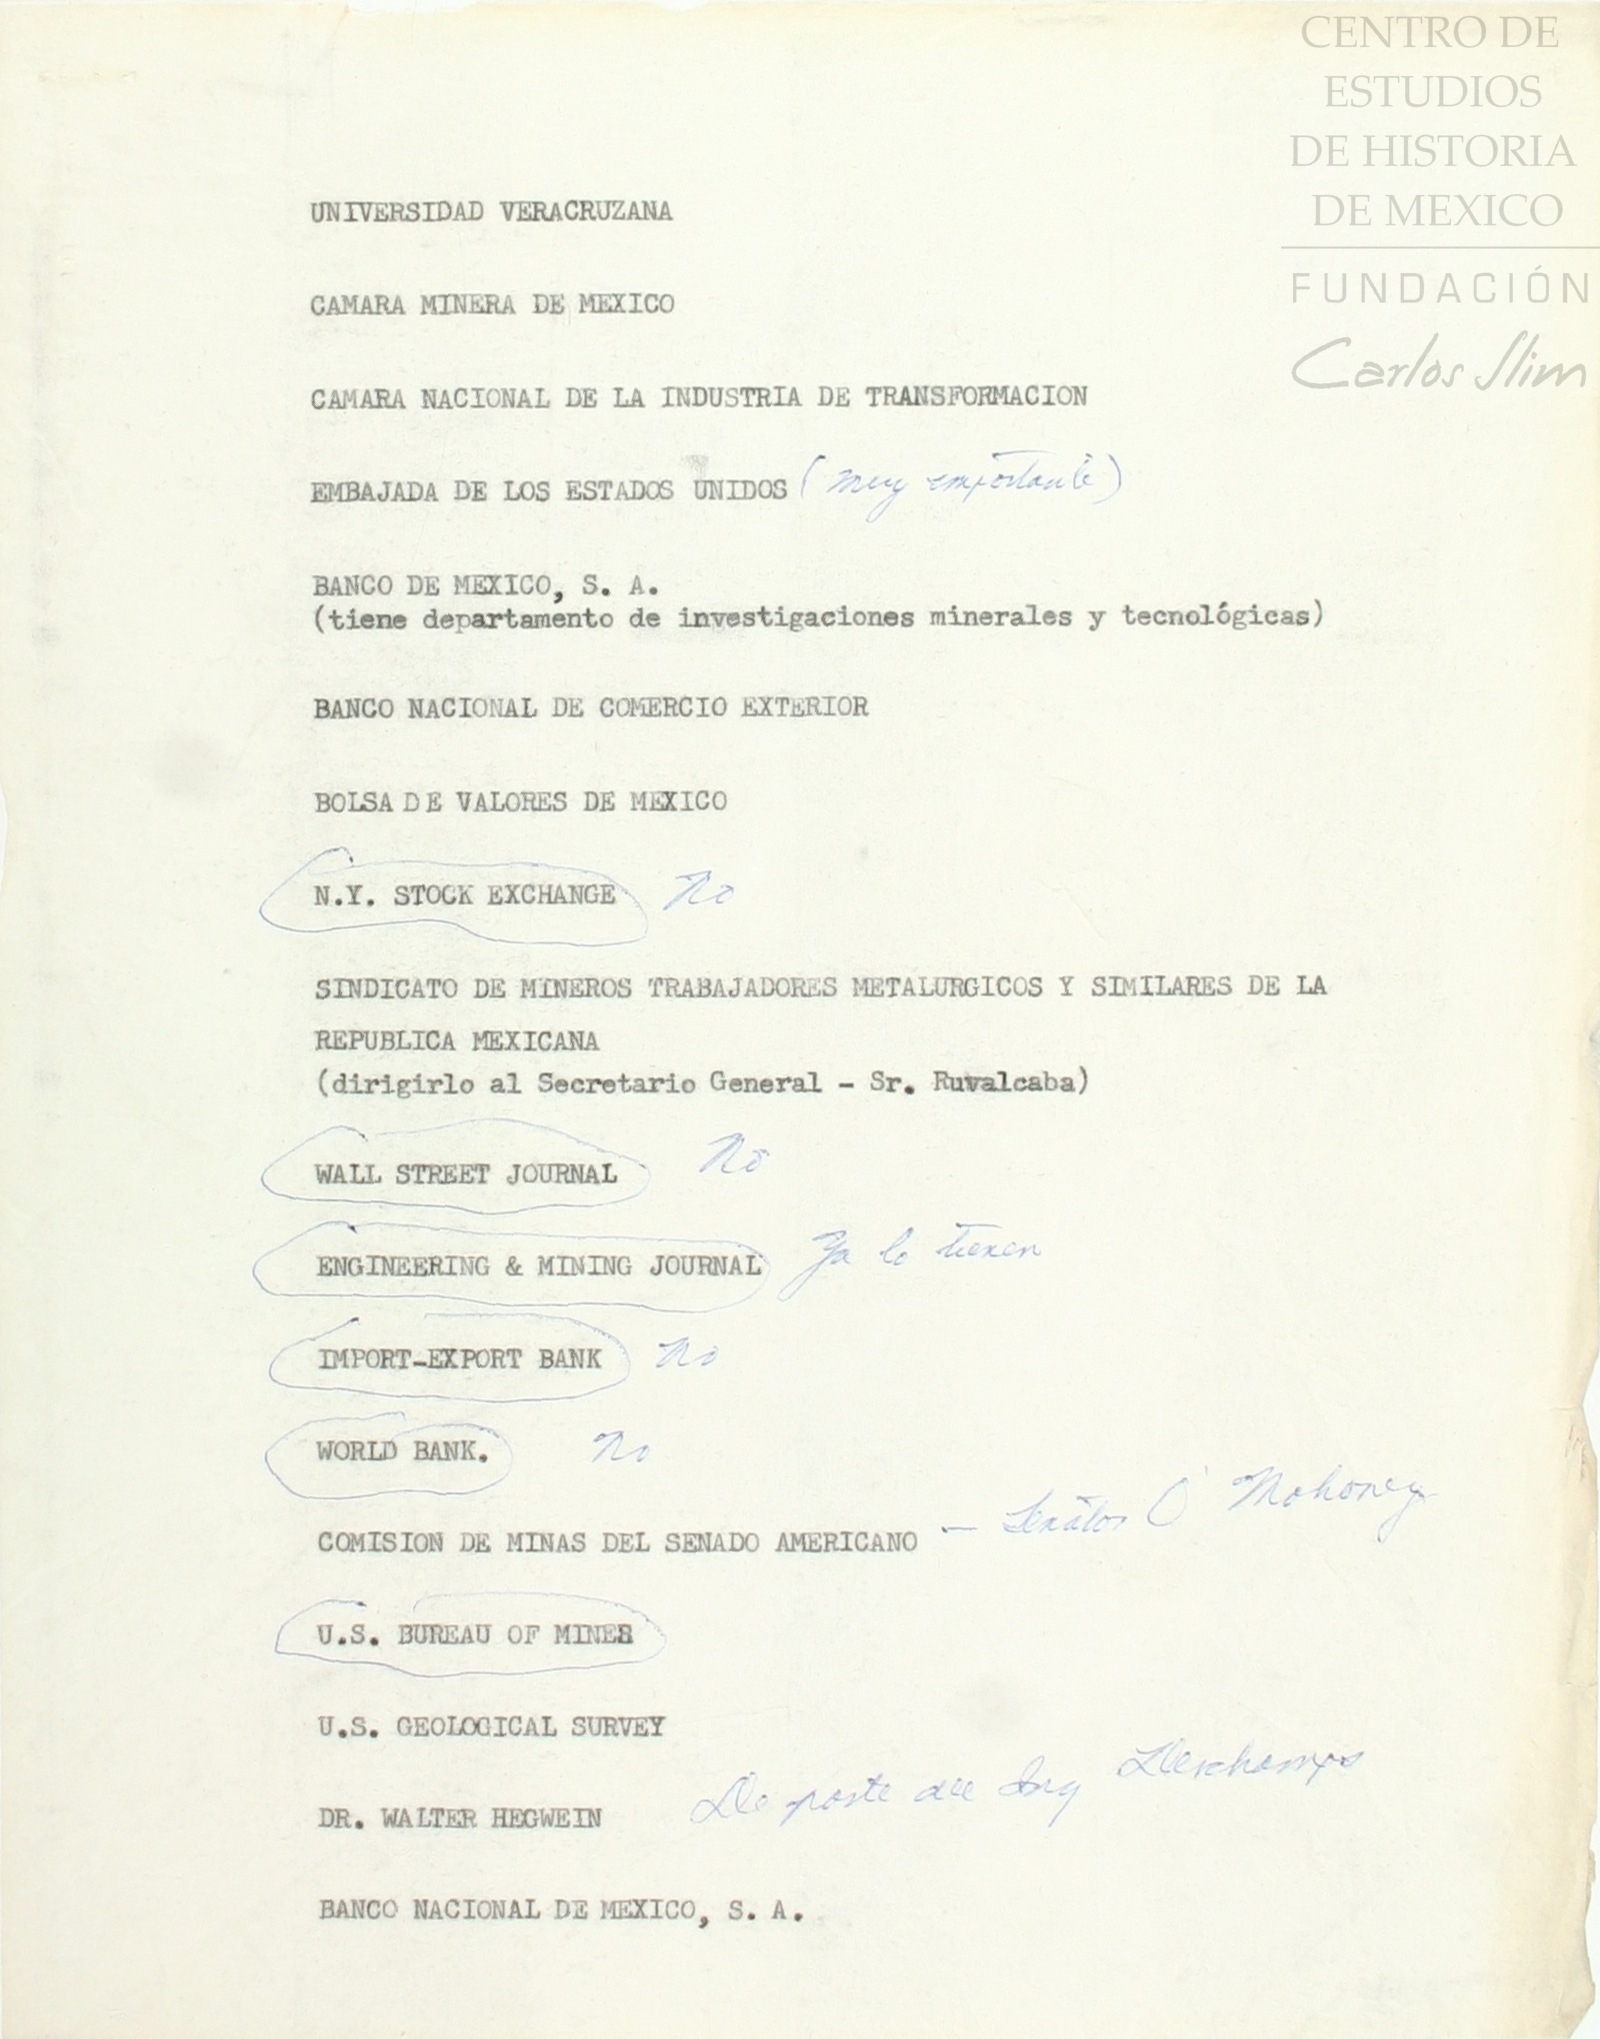 CENTRO DE
ESTUDIOS
DE HISTORIA
DE MEXICO
FUNDACIÓN
Carlos Slim
UNIVERSIDAD VERACRUZANA
CAMARA MINERA DE MEXICO
CAMARA NACIONAL DE LA INDUSTRIA DE TRANSFORMACION
EMBAJADA DE LOS ESTADOS UNIDOS (muy importante)
BANCO DE MEXICO, S. A.
(tiene departamento de investigaciones minerales y tecnológicas)
BANCO NACIONAL DE COMERCIO EXTERIOR
BOLSA DE VALORES DE MEXICO
N.Y. STOCK EXCHANGE No
SINDICATO DE MINEROS TRABAJADORES METALURGICOS Y SIMILARES DE LA
REPUBLICA MEXICANA
(dirigirlo al Secretario General - Sr. Ruvalcaba)
WALL STREET JOURNAL No
ENGINEERING & MINING JOURNAL Ya lo tienen
IMPORT-EXPORT BANK No
WORLD BANK. No
COMISION DE MINAS DEL SENADO AMERICANO — Senator O'Mahoney
U.S. BUREAU OF MINES
U.S. GEOLOGICAL SURVEY
DR. WALTER HEGWEIN De parte del Ing Deschamps
BANCO NACIONAL DE MEXICO, S. A.